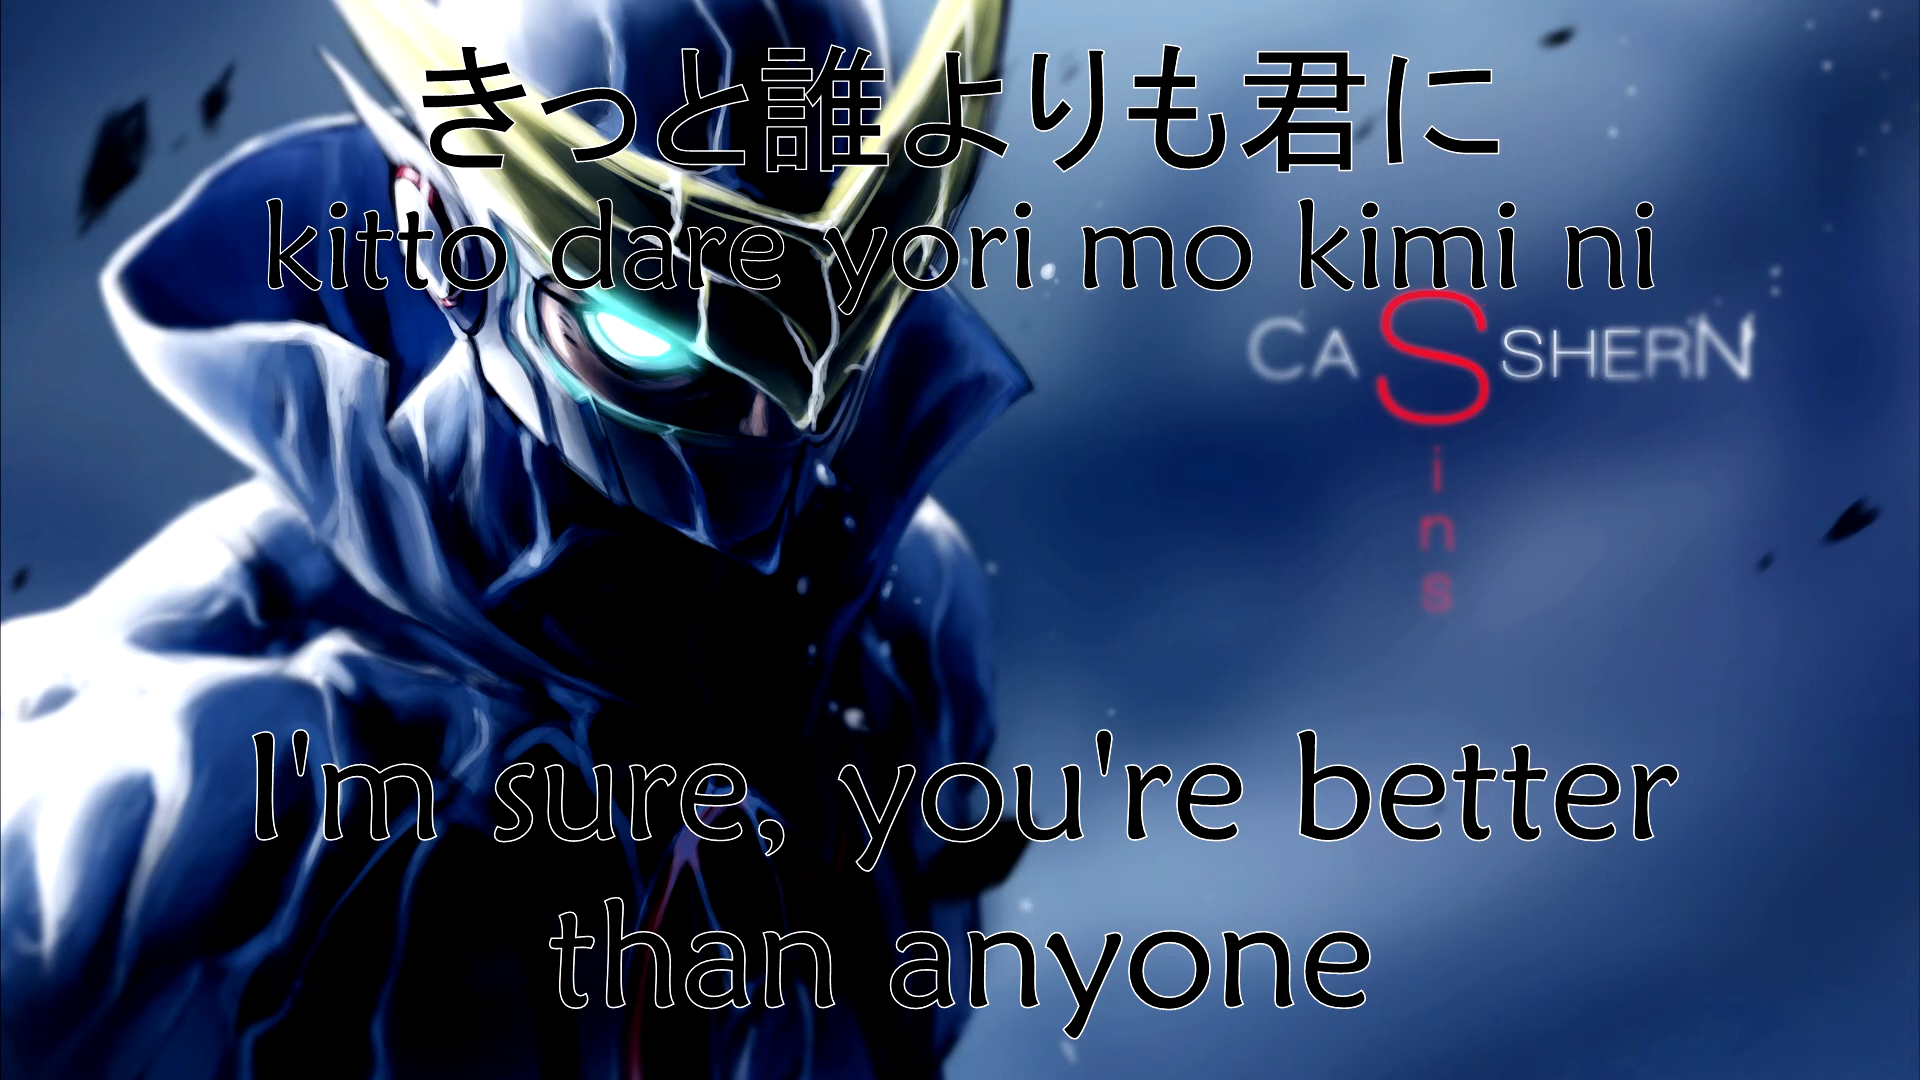 きっと誰よりも君に
kitto dare yori mo kimi ni
CASSHERN
Sins
I'm sure, you're better
than anyone